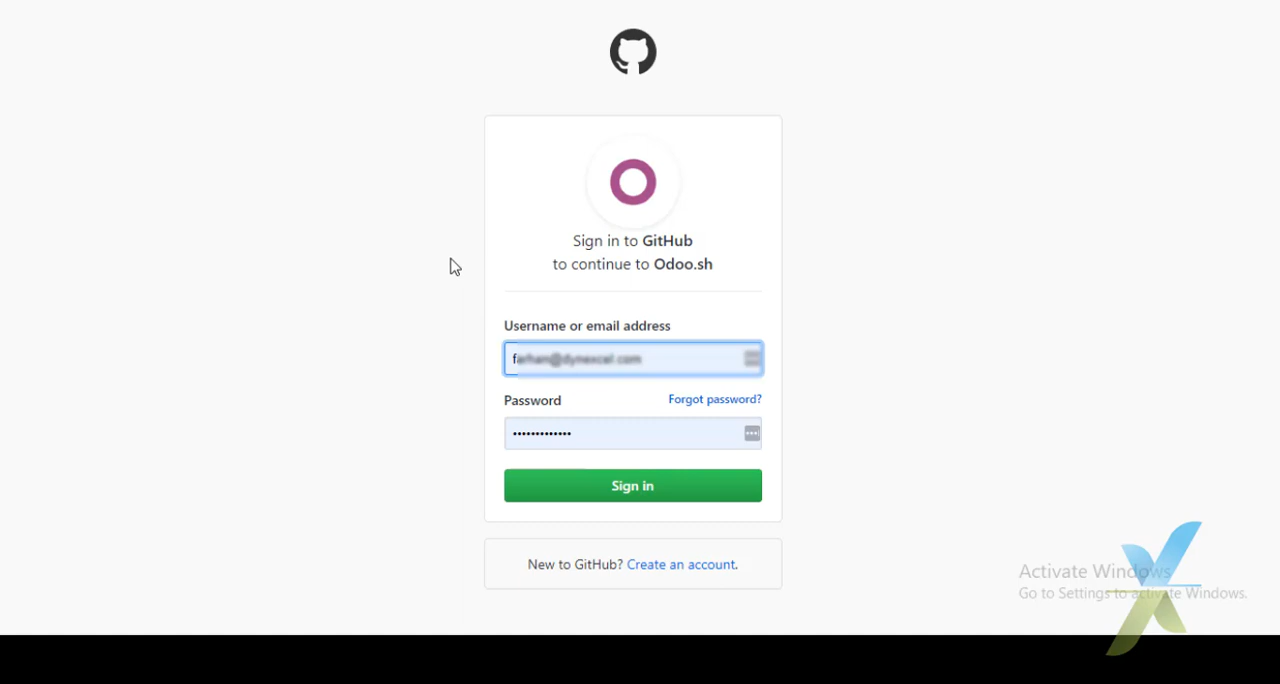 Sign in to GitHub
to continue to Odoo.sh
Username or email address
Password
Forgot password?
Sign in
New to GitHub? Create an account.
Activate Windows
Go to Settings to activate Windows.